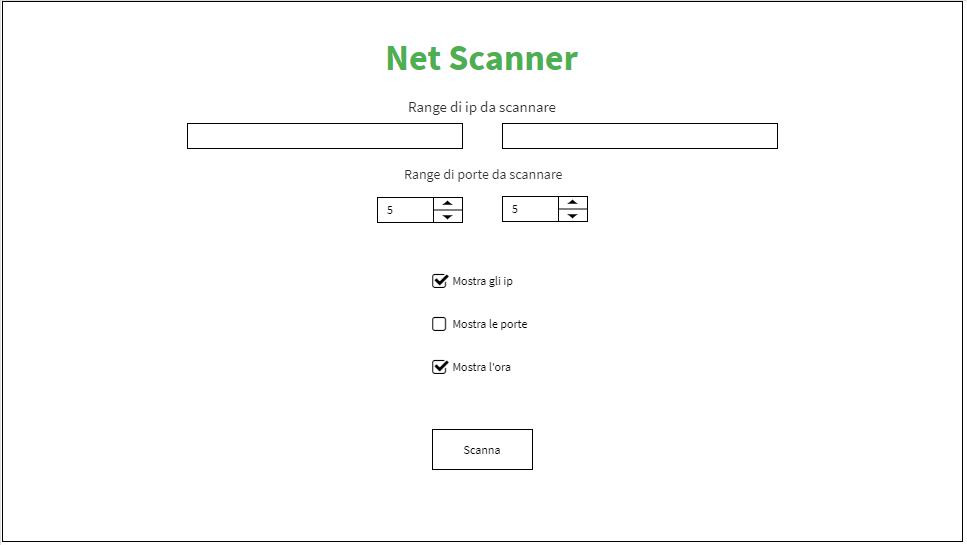 Net Scanner
Range di ip da scannare
Range di porte da scannare
5 5
Mostra gli ip
Mostra le porte
Mostra l'ora
Scanna